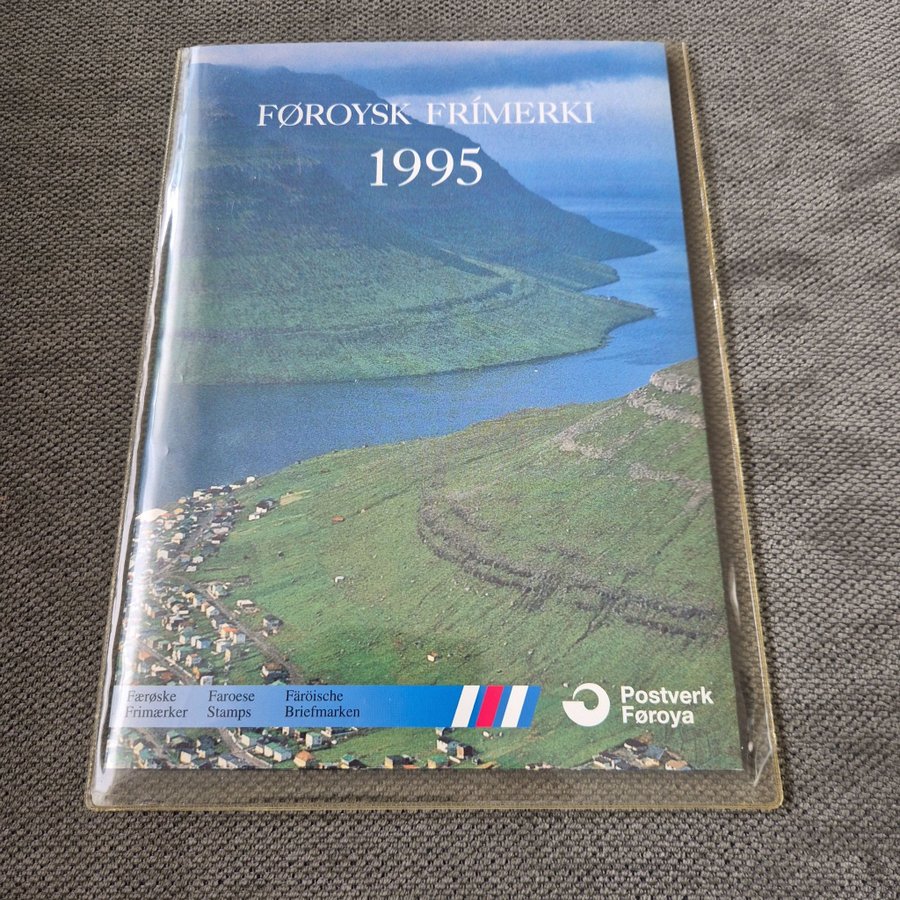 FØROYSK FRÍMERKI
1995
Færøske Faroese Färöische
Frimærker Stamps Briefmarken
Postverk
Føroya